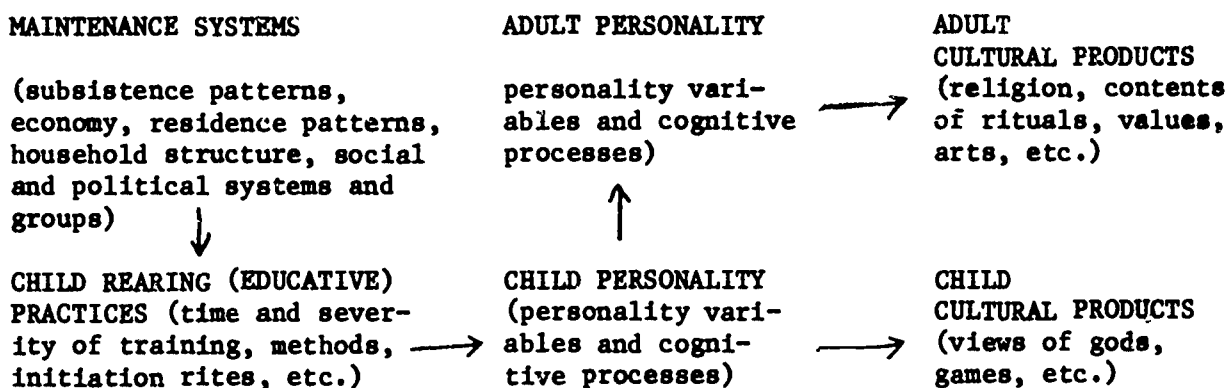 MAINTENANCE SYSTEMS
(subsistence patterns,
economy, residence patterns,
household structure, social
and political systems and
groups)
ADULT PERSONALITY
personality vari-
ables and cognitive
processes)
ADULT
CULTURAL PRODUCTS
(religion, contents
of rituals, values,
arts, etc.)
CHILD REARING (EDUCATIVE)
PRACTICES (time and sever-
ity of training, methods,
initiation rites, etc.)
CHILD PERSONALITY
(personality vari-
ables and cogni-
tive processes)
CHILD
CULTURAL PRODUCTS
(views of gods,
games, etc.)